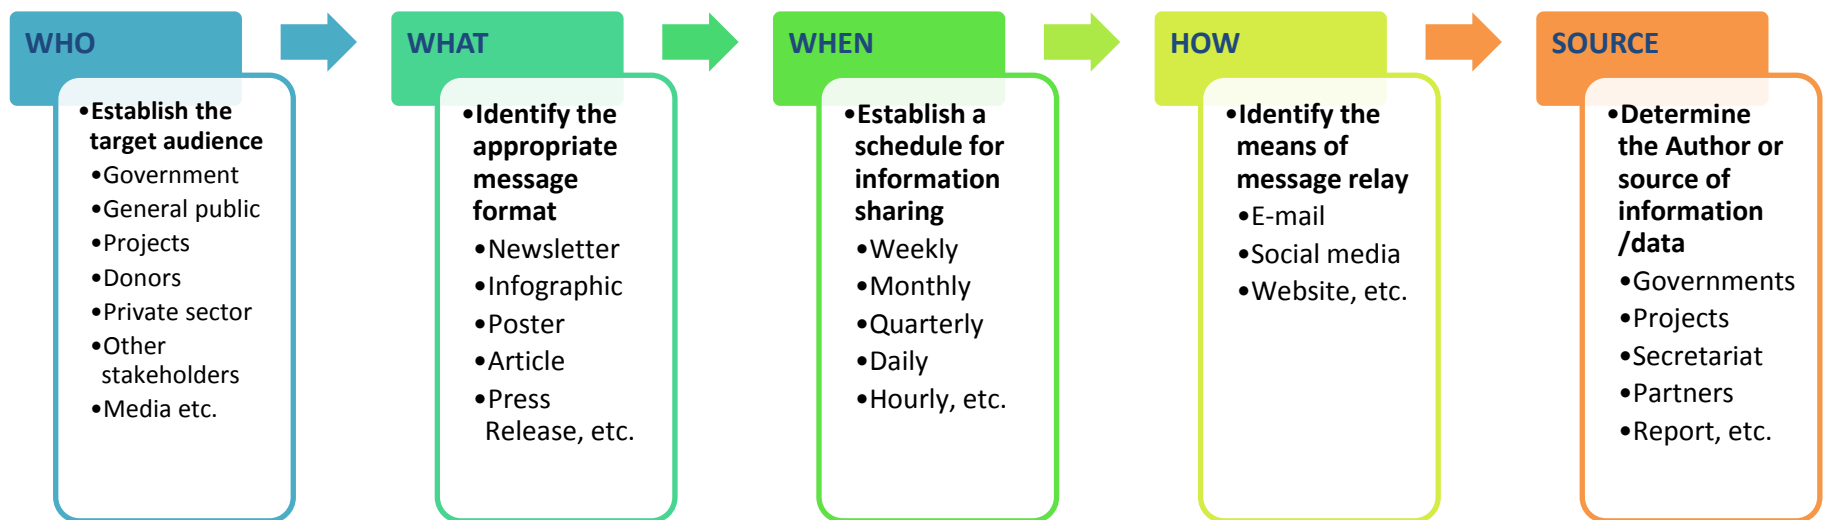 WHO
•Establish the
target audience
•Government
•General public
•Projects
•Donors
•Private sector
•Other
stakeholders
•Media etc.
WHAT
•Identify the
appropriate
message
format
•Newsletter
•Infographic
•Poster
•Article
•Press
Release, etc.
WHEN
•Establish a
schedule for
information
sharing
•Weekly
•Monthly
•Quarterly
•Daily
•Hourly, etc.
HOW
•Identify the
means of
message relay
•E-mail
•Social media
•Website, etc.
SOURCE
•Determine
the Author or
source of
information
/data
•Governments
•Projects
•Secretariat
•Partners
•Report, etc.